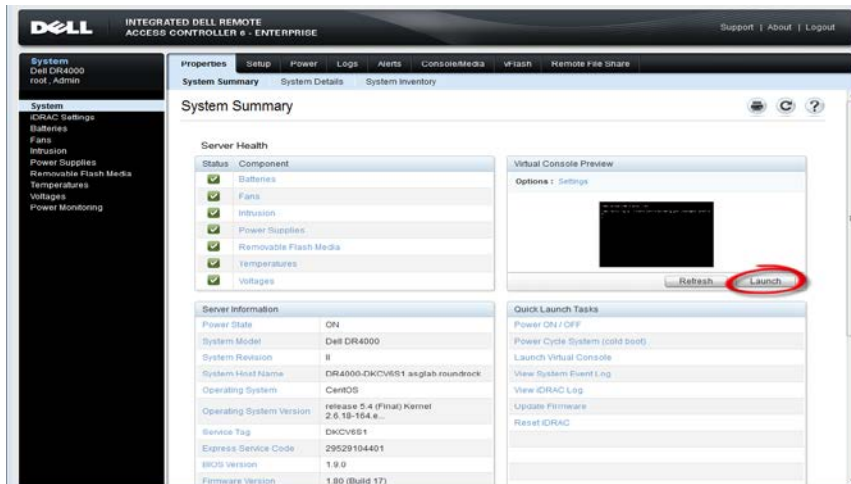 DELL
INTEGRATED DELL REMOTE
ACCESS CONTROLLER 6 - ENTERPRISE
Support | About | Logout
System
Dell DR4000
root , Admin
Properties Setup Power Logs Alerts Console/Media vFlash Remote File Share
System Summary System Details System Inventory
System
iDRAC Settings
Batteries
Fans
Intrusion
Power Supplies
Removable Flash Media
Temperatures
Voltages
Power Monitoring
System Summary
Server Health
Status Component
Batteries
Fans
Intrusion
Power Supplies
Removable Flash Media
Temperatures
Voltages
Virtual Console Preview
Options : Settings
Refresh Launch
Server Information
Power State ON
System Model Dell DR4000
System Revision II
System Host Name DR4000-DKCV6S1.asglab.roundrock
Operating System CentOS
Operating System Version release 5.4 (Final) Kernel
2.6.18-164.e...
Service Tag DKCV6S1
Express Service Code 29529104401
BIOS Version 1.9.0
Firmware Version 1.80 (Build 17)
Quick Launch Tasks
Power ON / OFF
Power Cycle System (cold boot)
Launch Virtual Console
View System Event Log
View iDRAC Log
Update Firmware
Reset iDRAC